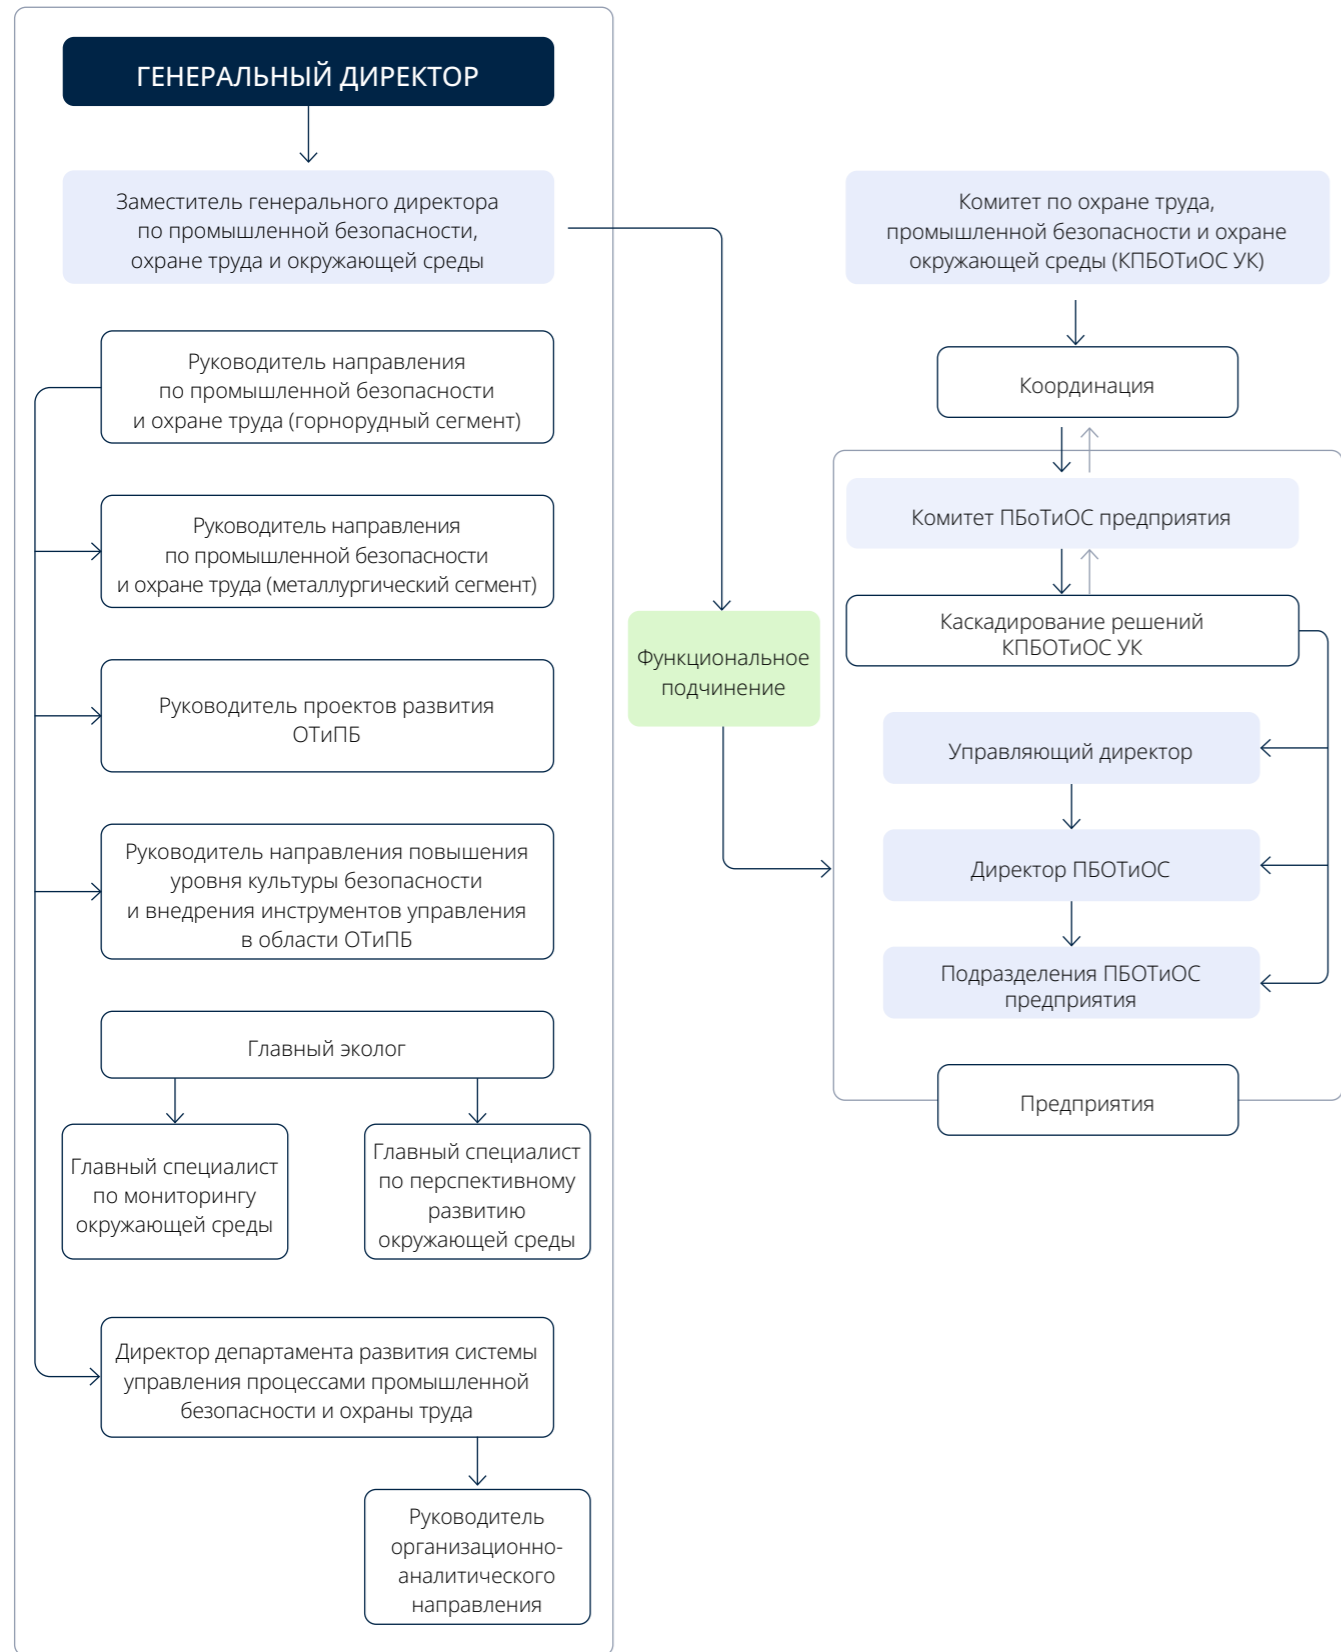 ГЕНЕРАЛЬНЫЙ ДИРЕКТОР
Заместитель генерального директора
по промышленной безопасности,
охране труда и окружающей среды
Руководитель направления
по промышленной безопасности
и охране труда (горнорудный сегмент)
Руководитель направления
по промышленной безопасности
и охране труда (металлургический сегмент)
Руководитель проектов развития
ОТиПБ
Руководитель направления повышения
уровня культуры безопасности
и внедрения инструментов управления
в области ОТиПБ
Главный эколог
Главный специалист
по мониторингу
окружающей среды
Главный специалист
по перспективному
развитию
окружающей среды
Директор департамента развития системы
управления процессами промышленной
безопасности и охраны труда
Руководитель
организационно-
аналитического
направления
Функциональное
подчинение
Комитет по охране труда,
промышленной безопасности и охране
окружающей среды (КПБОТиОС УК)
Координация
Комитет ПБоТиОС предприятия
Каскадирование решений
КПБОТиОС УК
Управляющий директор
Директор ПБОТиОС
Подразделения ПБОТиОС
предприятия
Предприятия